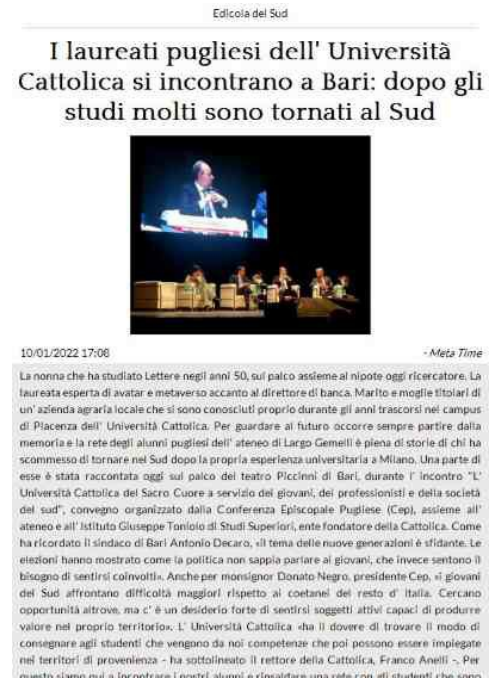 Edicola del Sud
I laureati pugliesi dell' Università
Cattolica si incontrano a Bari: dopo gli
studi molti sono tornati al Sud
10/01/2022 17:08
- Meta Time
La nonna che ha studiato Lettere negli anni 50, sul palco assieme al nipote oggi ricercatore. La
laureata esperta di avatar e metaverso accanto al direttore di banca. Marito e moglie titolari di
un' azienda agraria locale che si sono conosciuti proprio durante gli anni trascorsi nel campus
di Piacenza dell' Università Cattolica. Per guardare al futuro occorre sempre partire dalla
memoria e la rete degli alunni pugliesi dell' ateneo di Largo Gemelli è piena di storie di chi ha
scommesso di tornare nel Sud dopo la propria esperienza universitaria a Milano. Una parte di
esse è stata raccontata oggi sul palco del teatro Piccinni di Bari, durante l' incontro "L'
Università Cattolica del Sacro Cuore a servizio dei giovani, dei professionisti e della società
del sud", convegno organizzato dalla Conferenza Episcopale Pugliese (Cep), assieme all'
ateneo e all' Istituto Giuseppe Toniolo di Studi Superiori, ente fondatore della Cattolica. Come
ha ricordato il sindaco di Bari Antonio Decaro, «il tema delle nuove generazioni è sfidante. Le
elezioni hanno mostrato come la politica non sappia parlare ai giovani, che invece sentono il
bisogno di sentirsi coinvolti». Anche per monsignor Donato Negro, presidente Cep, «i giovani
del Sud affrontano difficoltà maggiori rispetto ai coetanei del resto d' Italia. Cercano
opportunità altrove, ma c' è un desiderio forte di sentirsi soggetti attivi capaci di produrre
valore nel proprio territorio». L' Università Cattolica «ha il dovere di trovare il modo di
consegnare agli studenti che vengono da noi competenze che poi possono essere impiegate
nei territori di provenienza - ha sottolineato il rettore della Cattolica, Franco Anelli -. Per
questo siamo qui a incontrare i nostri alunni e rinsaldare una rete con gli studenti che sono